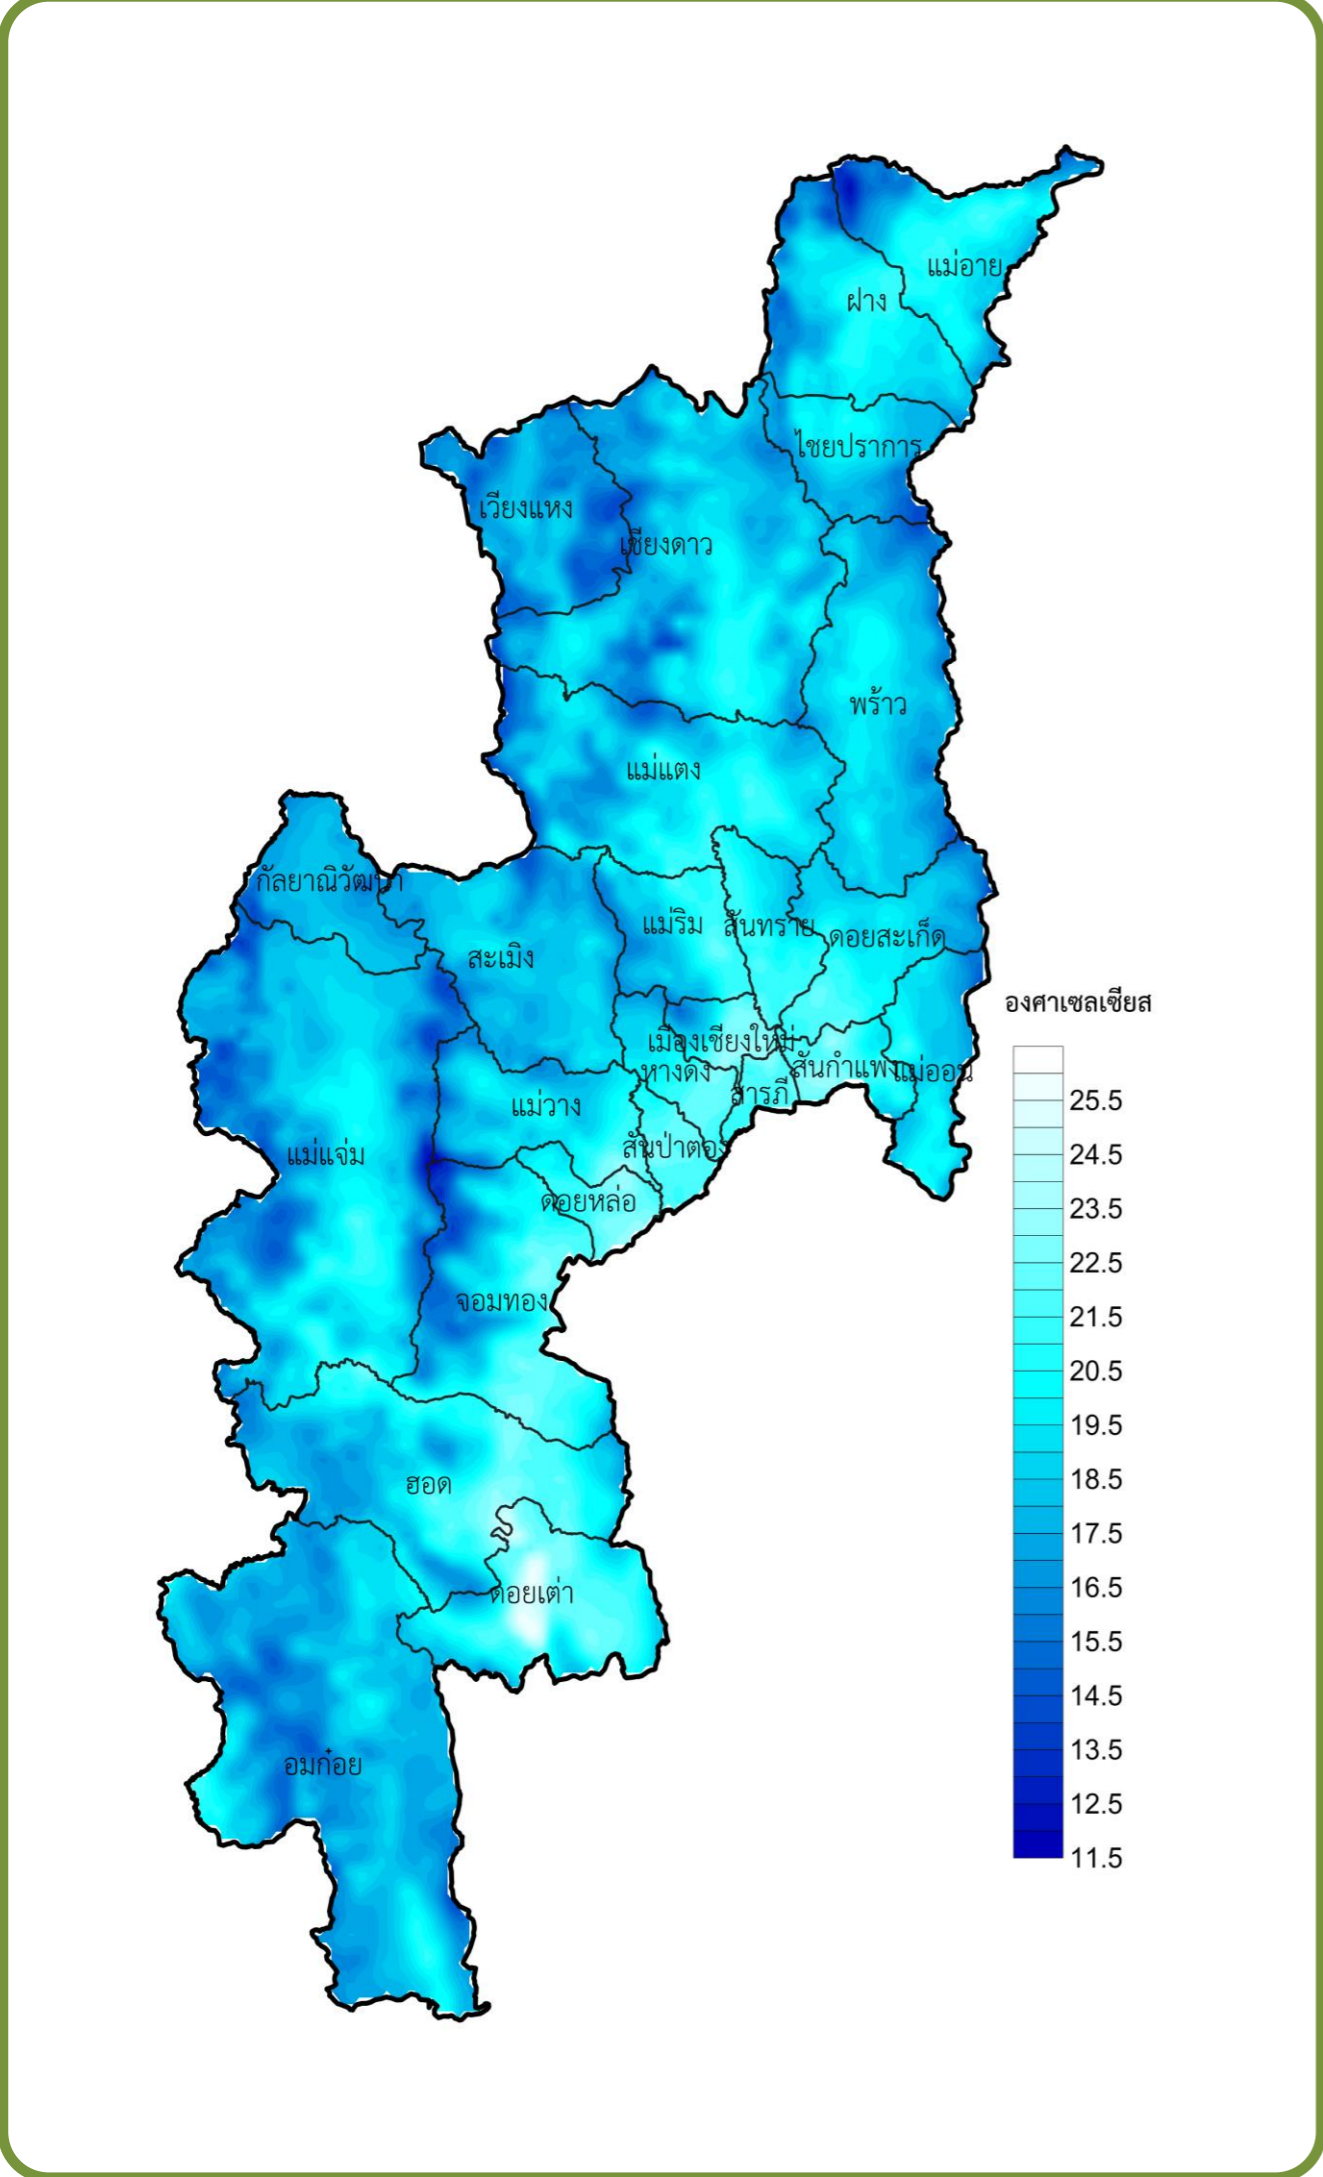 แม่อาย
ฝาง
ไชยปราการ
เวียงแหง
เชียงดาว
พร้าว
แม่แตง
กัลยาณิวัฒนา
แม่ริม
สันทราย
ดอยสะเก็ด
สะเมิง
องศาเซลเซียส
เมืองเชียงใหม่
หางดง
สันกำแพง
แม่ออน
สารภี
แม่วาง
สันป่าตอง
แม่แจ่ม
ดอยหล่อ
จอมทอง
ฮอด
ดอยเต่า
อมก๋อย
25.5
24.5
23.5
22.5
21.5
20.5
19.5
18.5
17.5
16.5
15.5
14.5
13.5
12.5
11.5